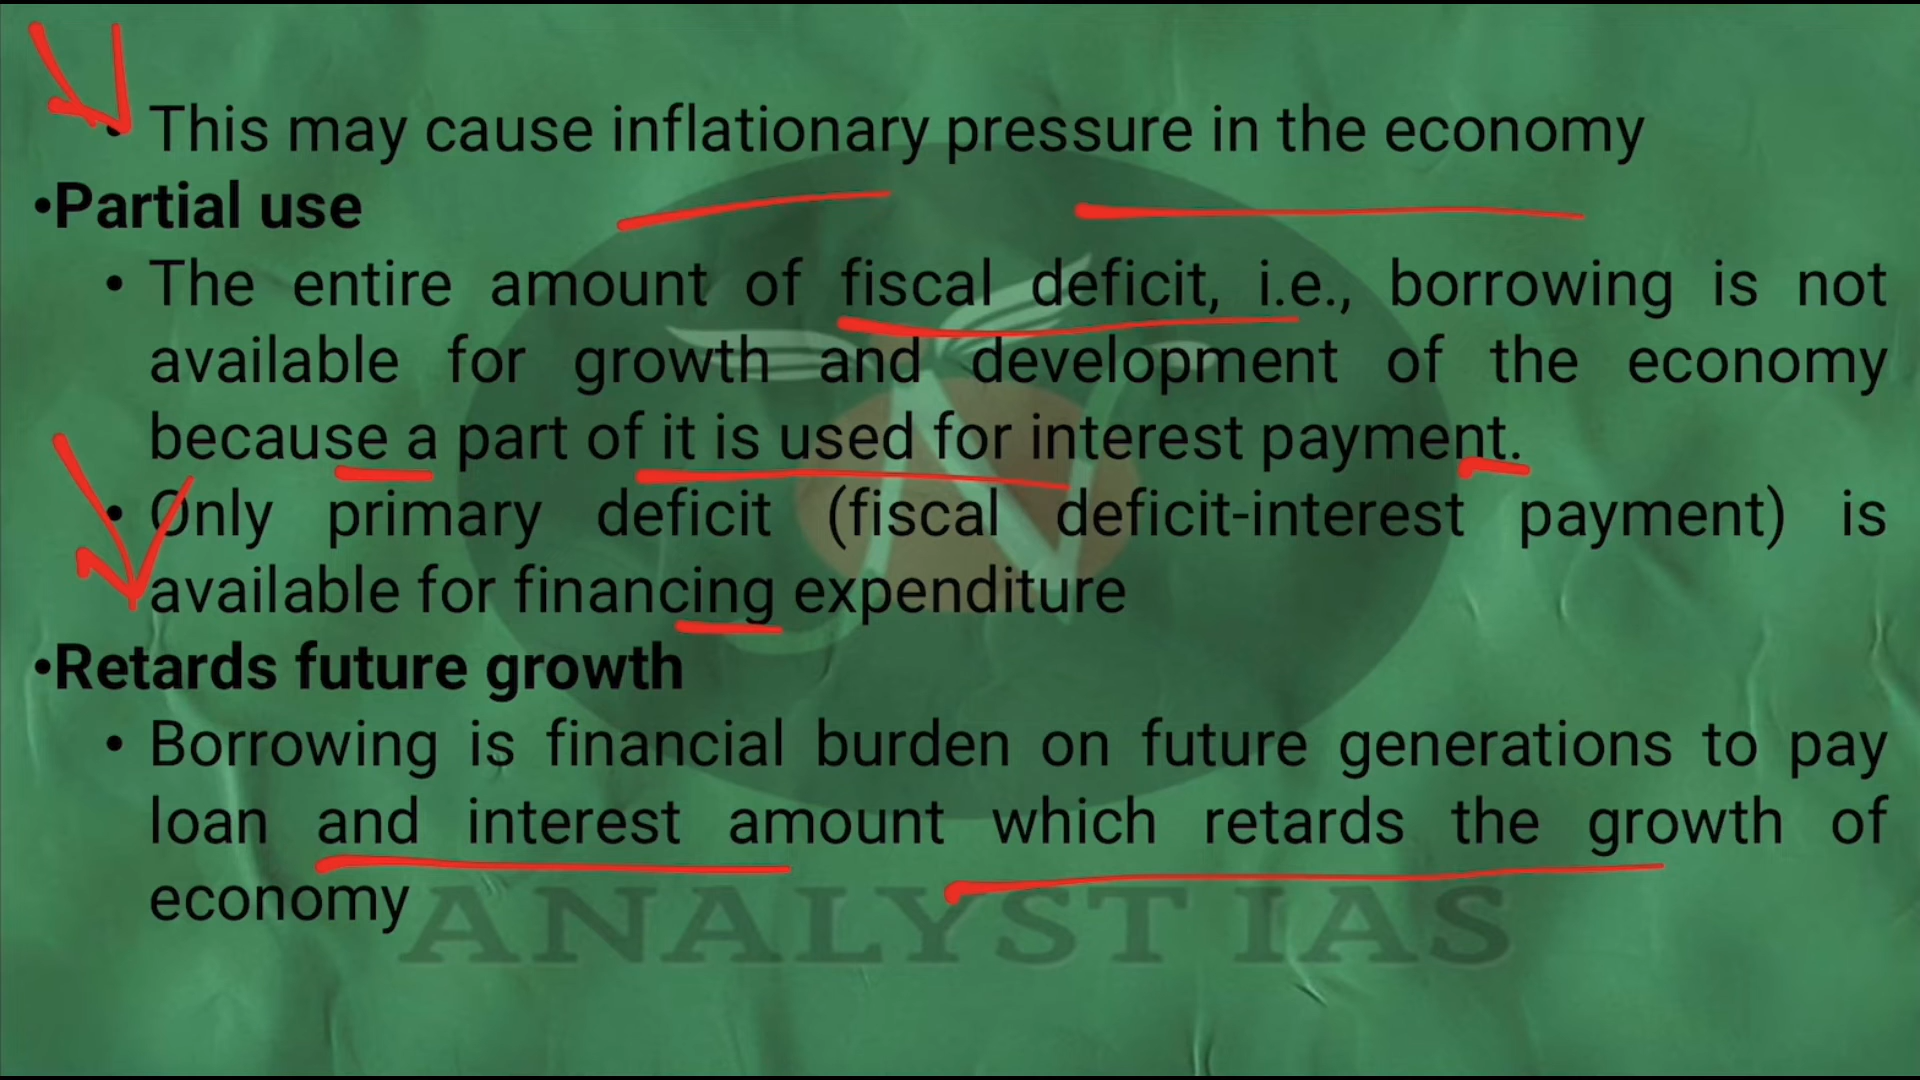 • This may cause inflationary pressure in the economy
•Partial use
• The entire amount of fiscal deficit, i.e., borrowing is not
available for growth and development of the economy
because a part of it is used for interest payment.
• Only primary deficit (fiscal deficit-interest payment) is
available for financing expenditure
•Retards future growth
• Borrowing is financial burden on future generations to pay
loan and interest amount which retards the growth of
economy
ANALYST IAS